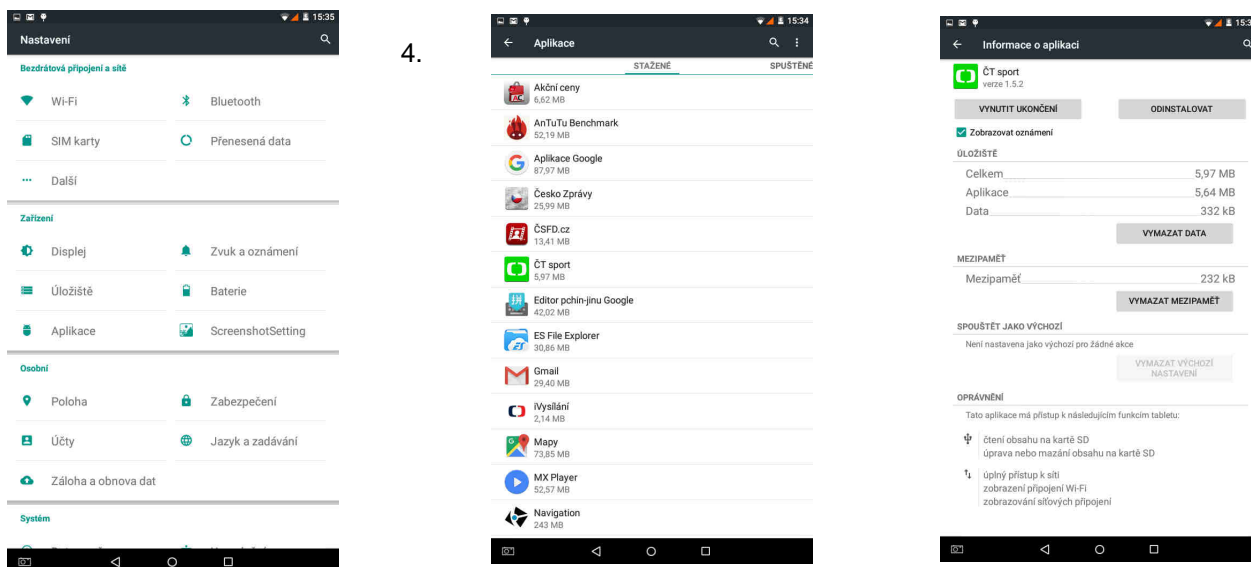 15:35
Nastavení
Bezdrátová připojení a sítě
Wi-Fi
Bluetooth
SIM karty
Přenesená data
Další
Zařízení
Displej
Zvuk a oznámení
Úložiště
Baterie
Aplikace
ScreenshotSetting
Osobní
Poloha
Zabezpečení
Účty
Jazyk a zadávání
Záloha a obnova dat
Systém
4.
15:34
Aplikace
STAŽENÉ
SPUŠTĚNÉ
Akční ceny
6,62 MB
AnTuTu Benchmark
52,19 MB
Aplikace Google
87,97 MB
Česko Zprávy
25,99 MB
ČSFD.cz
13,41 MB
ČT sport
5,97 MB
Editor pchin-jinu Google
42,02 MB
ES File Explorer
30,86 MB
Gmail
29,40 MB
iVysílání
2,14 MB
Mapy
73,85 MB
MX Player
52,57 MB
Navigation
243 MB
Informace o aplikaci
ČT sport
verze 1.5.2
VYNUTIT UKONČENÍ
ODINSTALOVAT
Zobrazovat oznámení
ÚLOŽIŠTĚ
Celkem 5,97 MB
Aplikace 5,64 MB
Data 332 kB
VYMAZAT DATA
MEZIPAMĚŤ
Mezipaměť 232 kB
VYMAZAT MEZIPAMĚŤ
SPOUŠTĚT JAKO VÝCHOZÍ
Není nastavena jako výchozí pro žádné akce
VYMAZAT VÝCHOZÍ
NASTAVENÍ
OPRÁVNĚNÍ
Tato aplikace má přístup k následujícím funkcím tabletu:
čtení obsahu na kartě SD
úprava nebo mazání obsahu na kartě SD
úplný přístup k síti
zobrazení připojení Wi-Fi
zobrazování síťových připojení